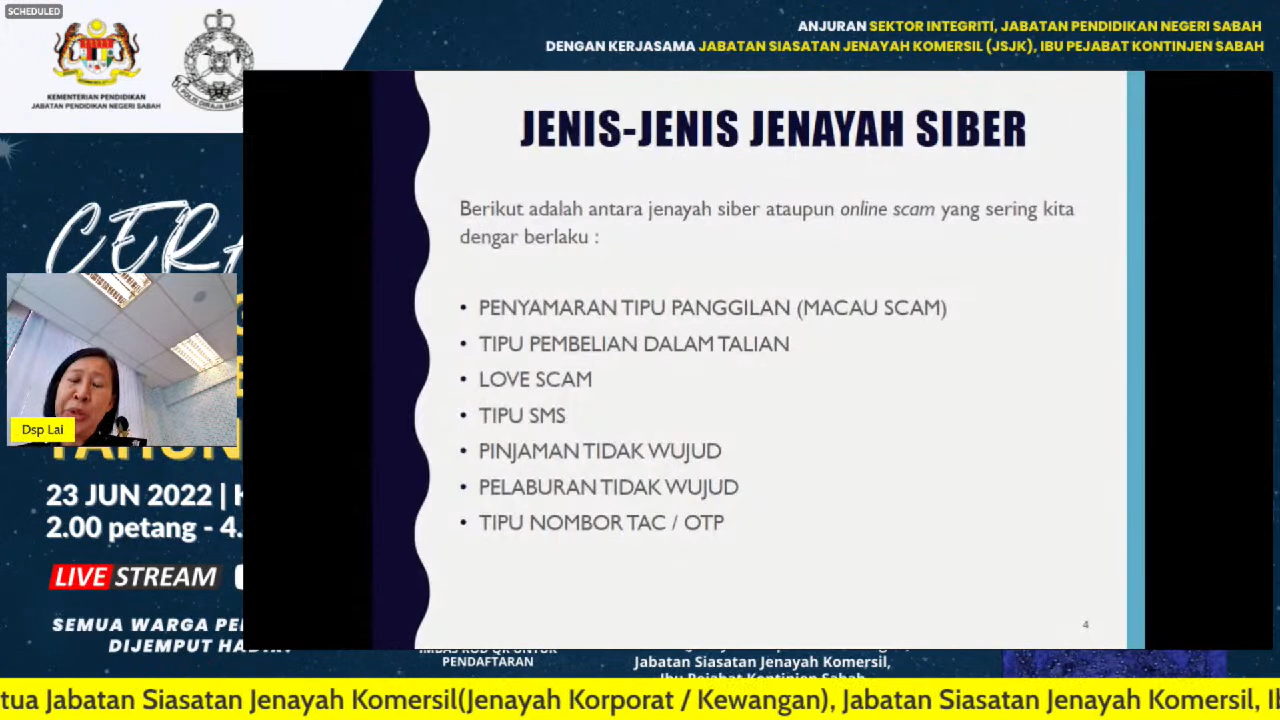 SCHEDULED
ANJURAN SEKTOR INTEGRITI, JABATAN PENDIDIKAN NEGERI SABAH
DENGAN KERJASAMA JABATAN SIASATAN JENAYAH KOMERSIL (JSJK), IBU PEJABAT KONTINJEN SABAH
KEMENTERIAN PENDIDIKAN
JABATAN PENDIDIKAN NEGERI SABAH
JENIS-JENIS JENAYAH SIBER
Berikut adalah antara jenayah siber ataupun online scam yang sering kita
dengar berlaku :
• PENYAMARAN TIPU PANGGILAN (MACAU SCAM)
• TIPU PEMBELIAN DALAM TALIAN
• LOVE SCAM
• TIPU SMS
• PINJAMAN TIDAK WUJUD
• PELABURAN TIDAK WUJUD
• TIPU NOMBOR TAC / OTP
4
CERA
Dsp Lai
TAHUN
23 JUN 2022 |
2.00 petang - 4.
LIVE STREAM
SEMUA WARGA PE
DIJEMPUT HA
IMBAS KOD QR UNTUK
PENDAFTARAN
Jabatan Siasatan Jenayah Komersil,
Ibu Pejabat Kontinjen Sabah
tua Jabatan Siasatan Jenayah Komersil(Jenayah Korporat / Kewangan), Jabatan Siasatan Jenayah Komersil, I